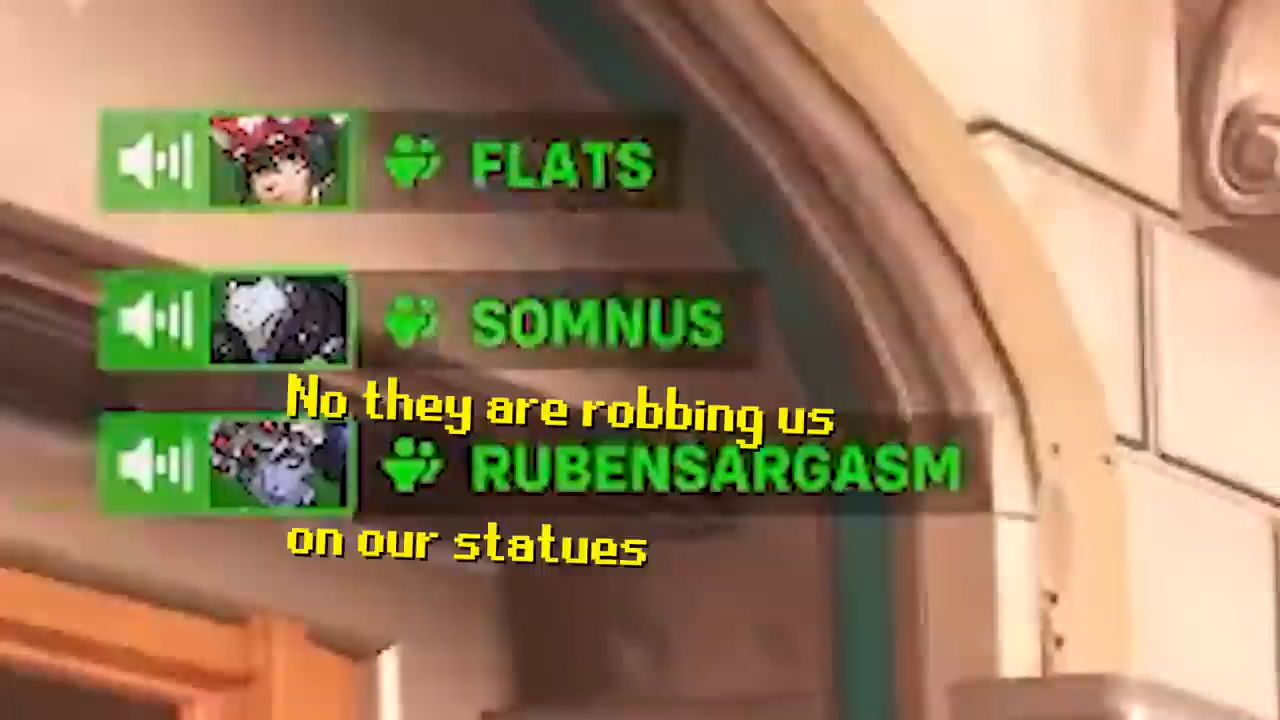 FLATS
SOMNUS
No they are robbing us
RUBENSARGASM
on our statues